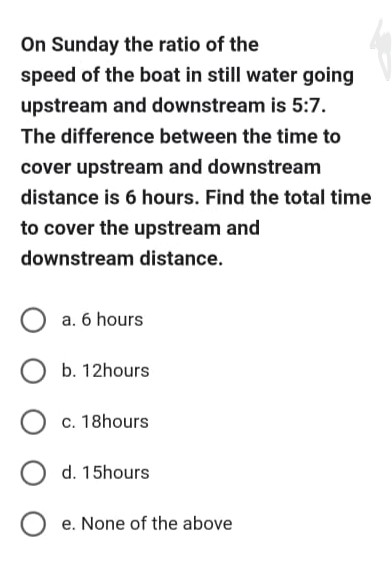 On Sunday the ratio of the
speed of the boat in still water going
upstream and downstream is 5:7.
The difference between the time to
cover upstream and downstream
distance is 6 hours. Find the total time
to cover the upstream and
downstream distance.
a. 6 hours
b. 12hours
c. 18hours
d. 15hours
e. None of the above